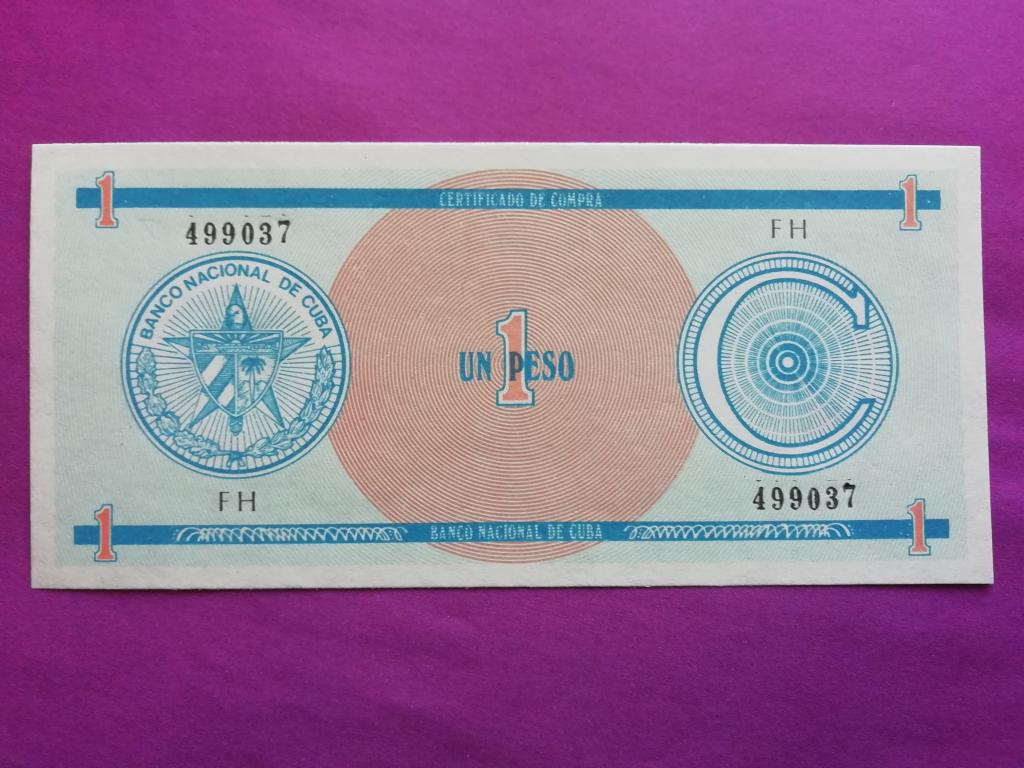 1 CERTIFICADO DE COMPRA 1
499037 FH
BANCO NACIONAL DE CUBA
UN PESO
1
C
FH 499037
1 BANCO NACIONAL DE CUBA 1